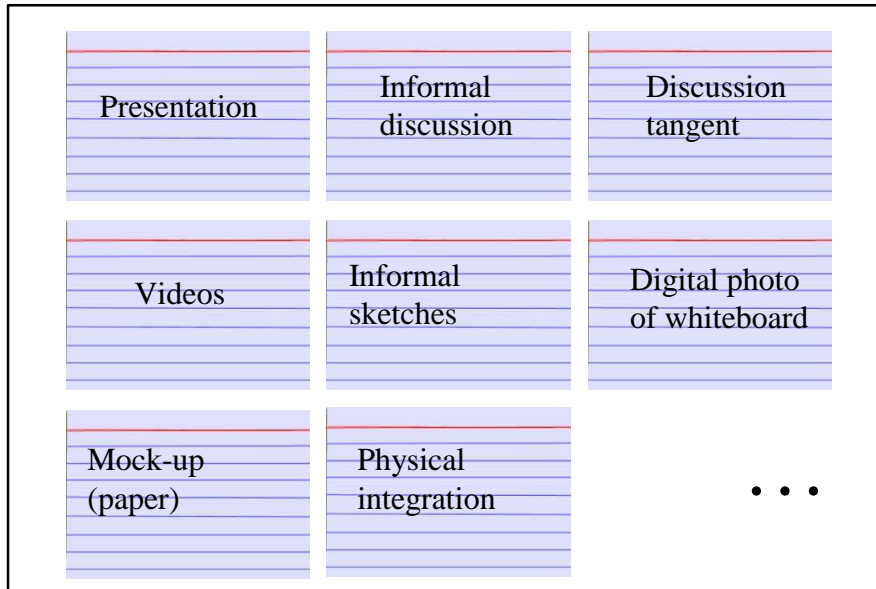 Presentation
Informal
discussion
Discussion
tangent
Videos
Informal
sketches
Digital photo
of whiteboard
Mock-up
(paper)
Physical
integration
. . .